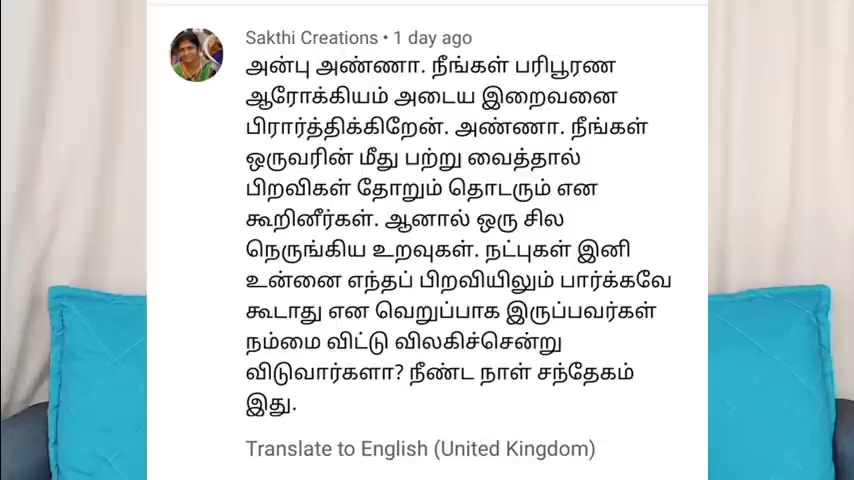 Sakthi Creations • 1 day ago
அன்பு அண்ணா. நீங்கள் பரிபூரண
ஆரோக்கியம் அடைய இறைவனை
பிரார்த்திக்கிறேன். அண்ணா. நீங்கள்
ஒருவரின் மீது பற்று வைத்தால்
பிறவிகள் தோறும் தொடரும் என
கூறினீர்கள். ஆனால் ஒரு சில
நெருங்கிய உறவுகள். நட்புகள் இனி
உன்னை எந்தப் பிறவியிலும் பார்க்கவே
கூடாது என வெறுப்பாக இருப்பவர்கள்
நம்மை விட்டு விலகிச்சென்று
விடுவார்களா? நீண்ட நாள் சந்தேகம்
இது.
Translate to English (United Kingdom)